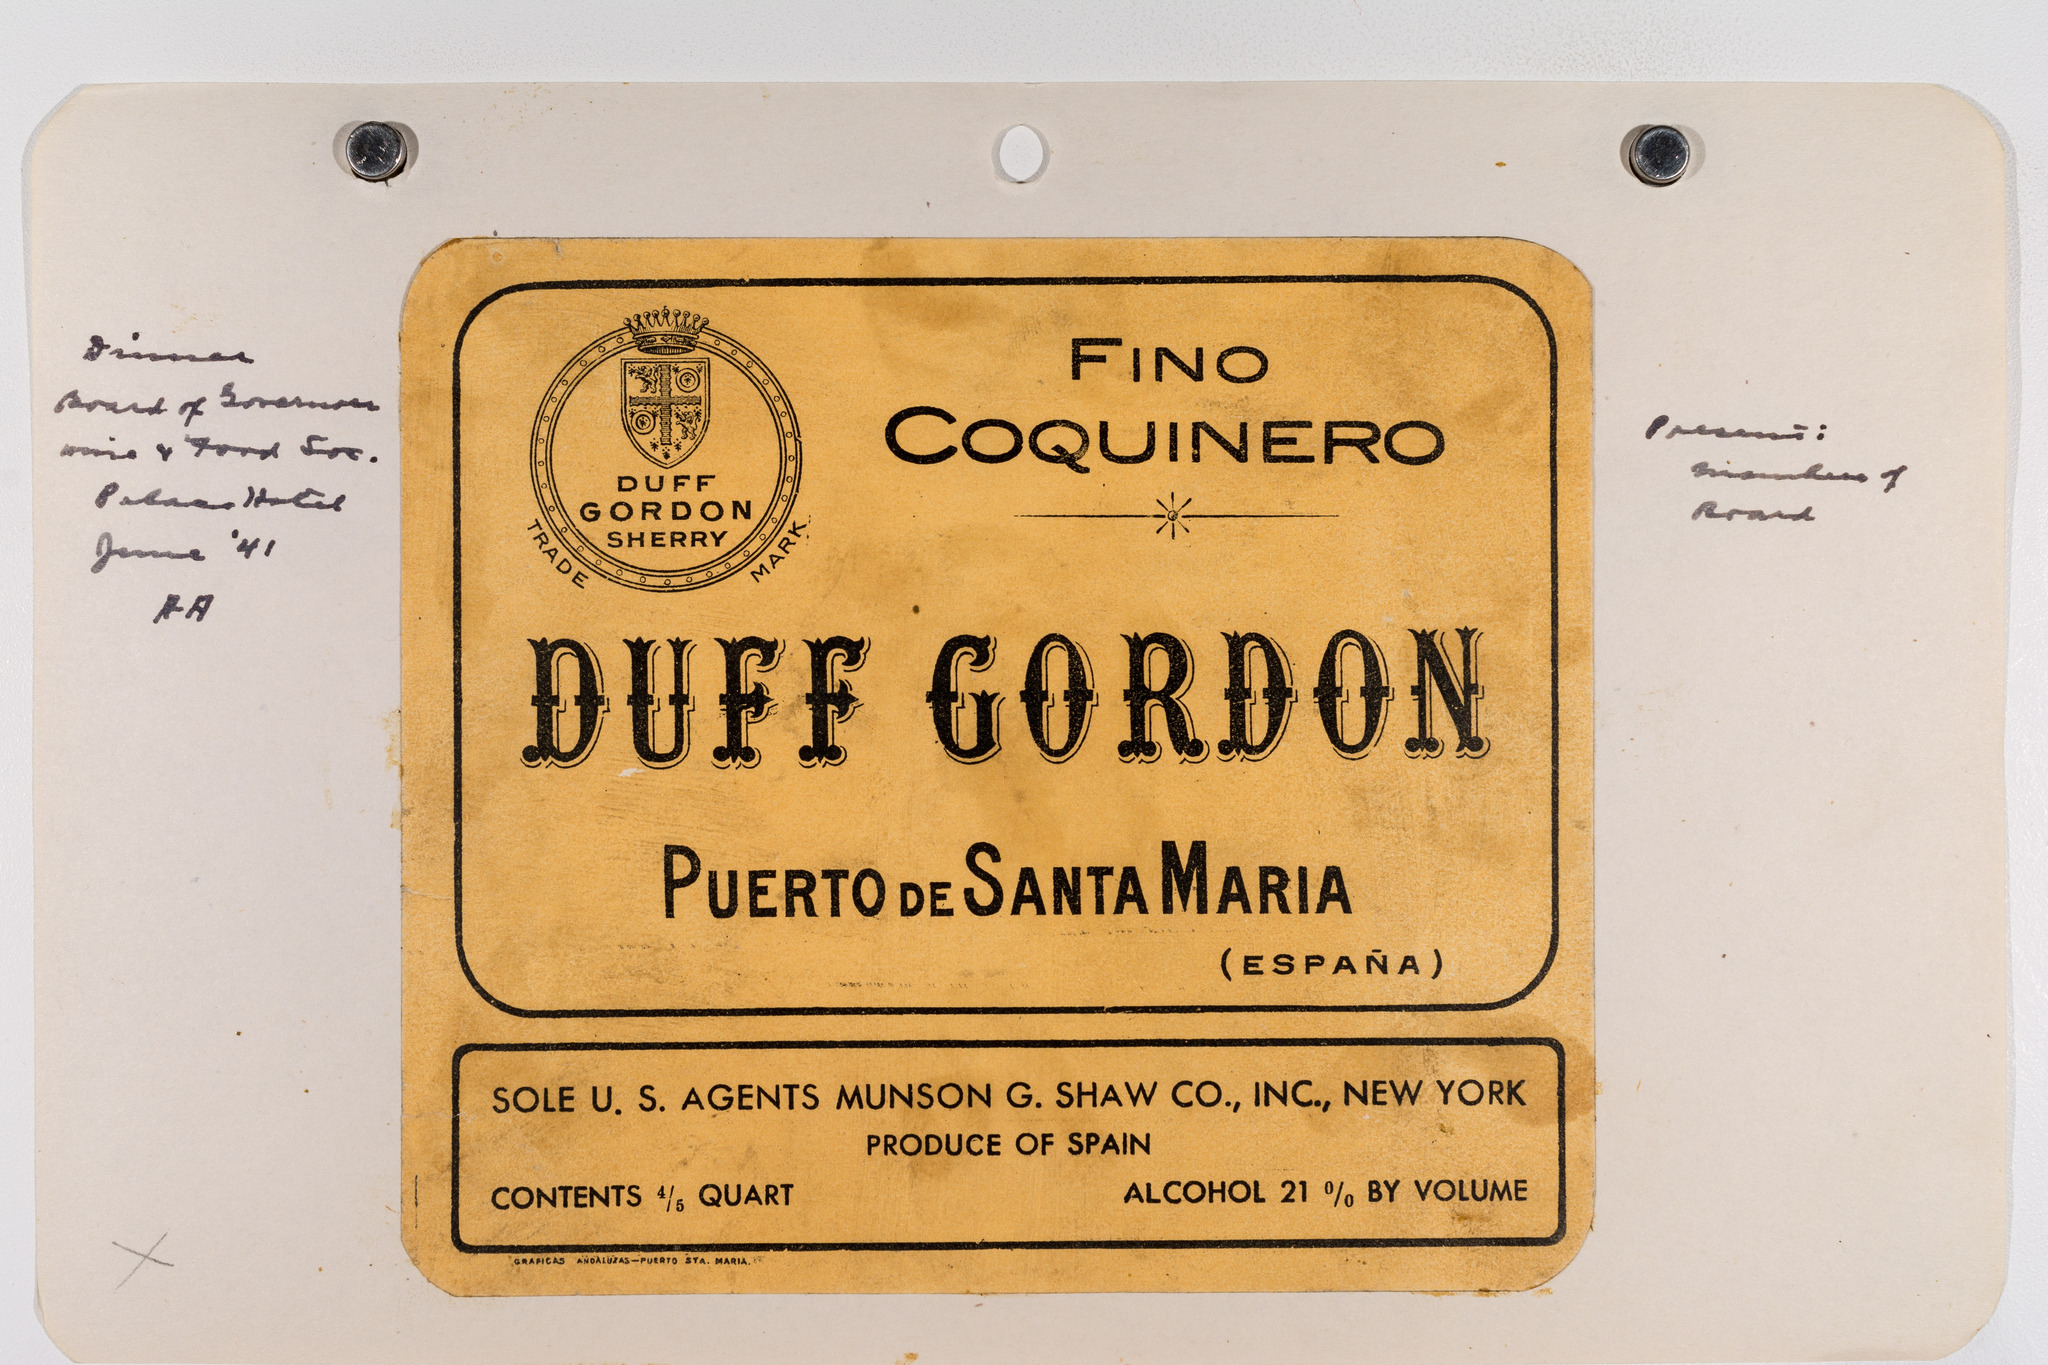 Dinner
Board of Governors
Wine & Food Soc.
Palace Hotel
June '41
AA
DUFF
GORDON
SHERRY
TRADE MARK
FINO
COQUINERO
DUFF GORDON
PUERTO DE SANTA MARIA
(ESPAÑA)
SOLE U. S. AGENTS MUNSON G. SHAW CO., INC., NEW YORK
PRODUCE OF SPAIN
CONTENTS 4/5 QUART
ALCOHOL 21 % BY VOLUME
GRAFICAS ANDALUZAS—PUERTO STA. MARIA.
Present:
Members of
Board